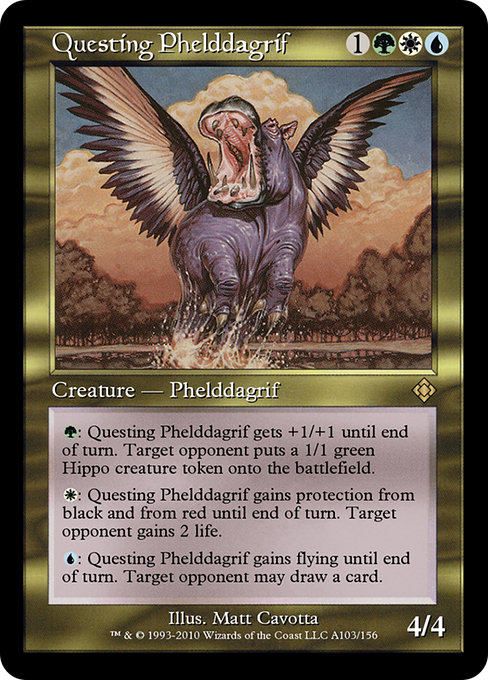 Questing Phelddagrif 1
Creature — Phelddagrif
: Questing Phelddagrif gets +1/+1 until end
of turn. Target opponent puts a 1/1 green
Hippo creature token onto the battlefield.
: Questing Phelddagrif gains protection from
black and from red until end of turn. Target
opponent gains 2 life.
: Questing Phelddagrif gains flying until end
of turn. Target opponent may draw a card.
Illus. Matt Cavotta
™ & © 1993-2010 Wizards of the Coast LLC A103/156
4/4